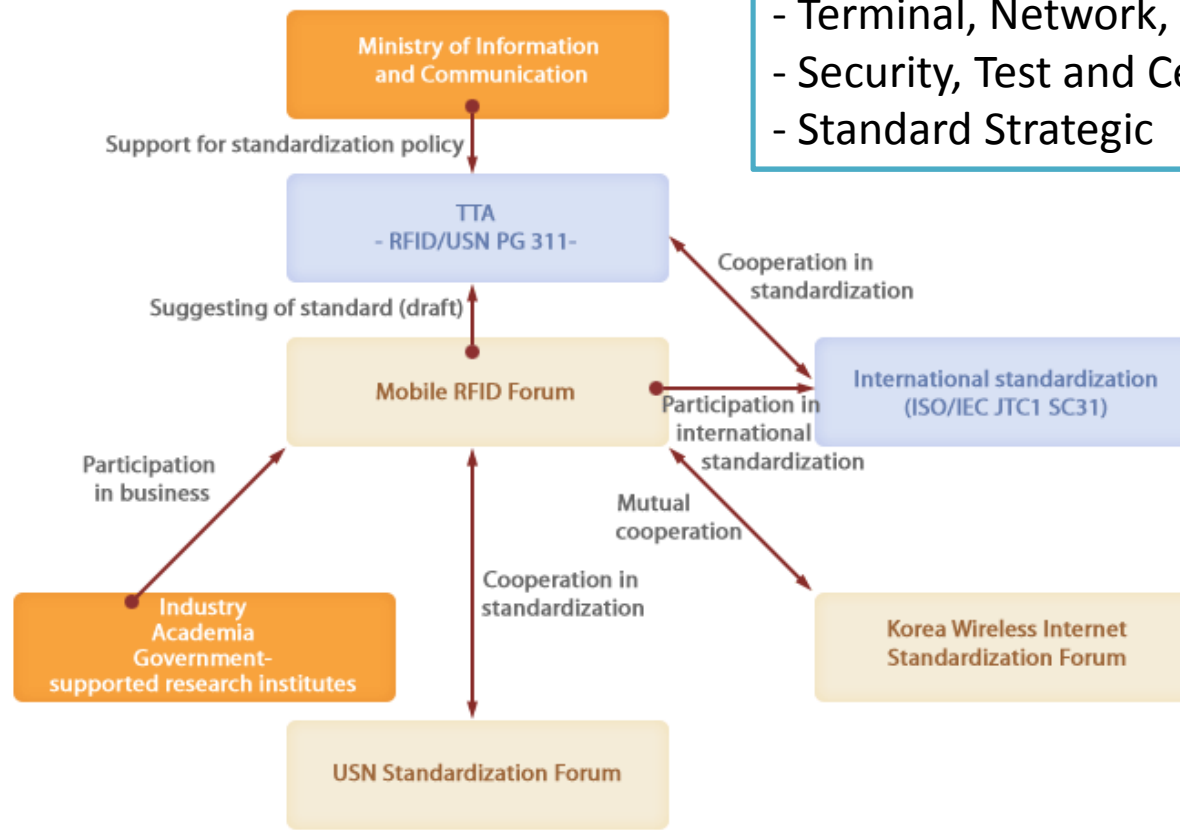 - Terminal, Network,
- Security, Test and
- Standard Strategic
Ministry of Information
and Communication
Support for standardization policy
TTA
- RFID/USN PG 311-
Cooperation in
standardization
Suggesting of standard (draft)
Mobile RFID Forum
International standardization
(ISO/IEC JTC1 SC31)
Participation in
international
standardization
Participation
in business
Mutual
cooperation
Cooperation in
standardization
Industry
Academia
Government-
supported research institutes
Korea Wireless Internet
Standardization Forum
USN Standardization Forum